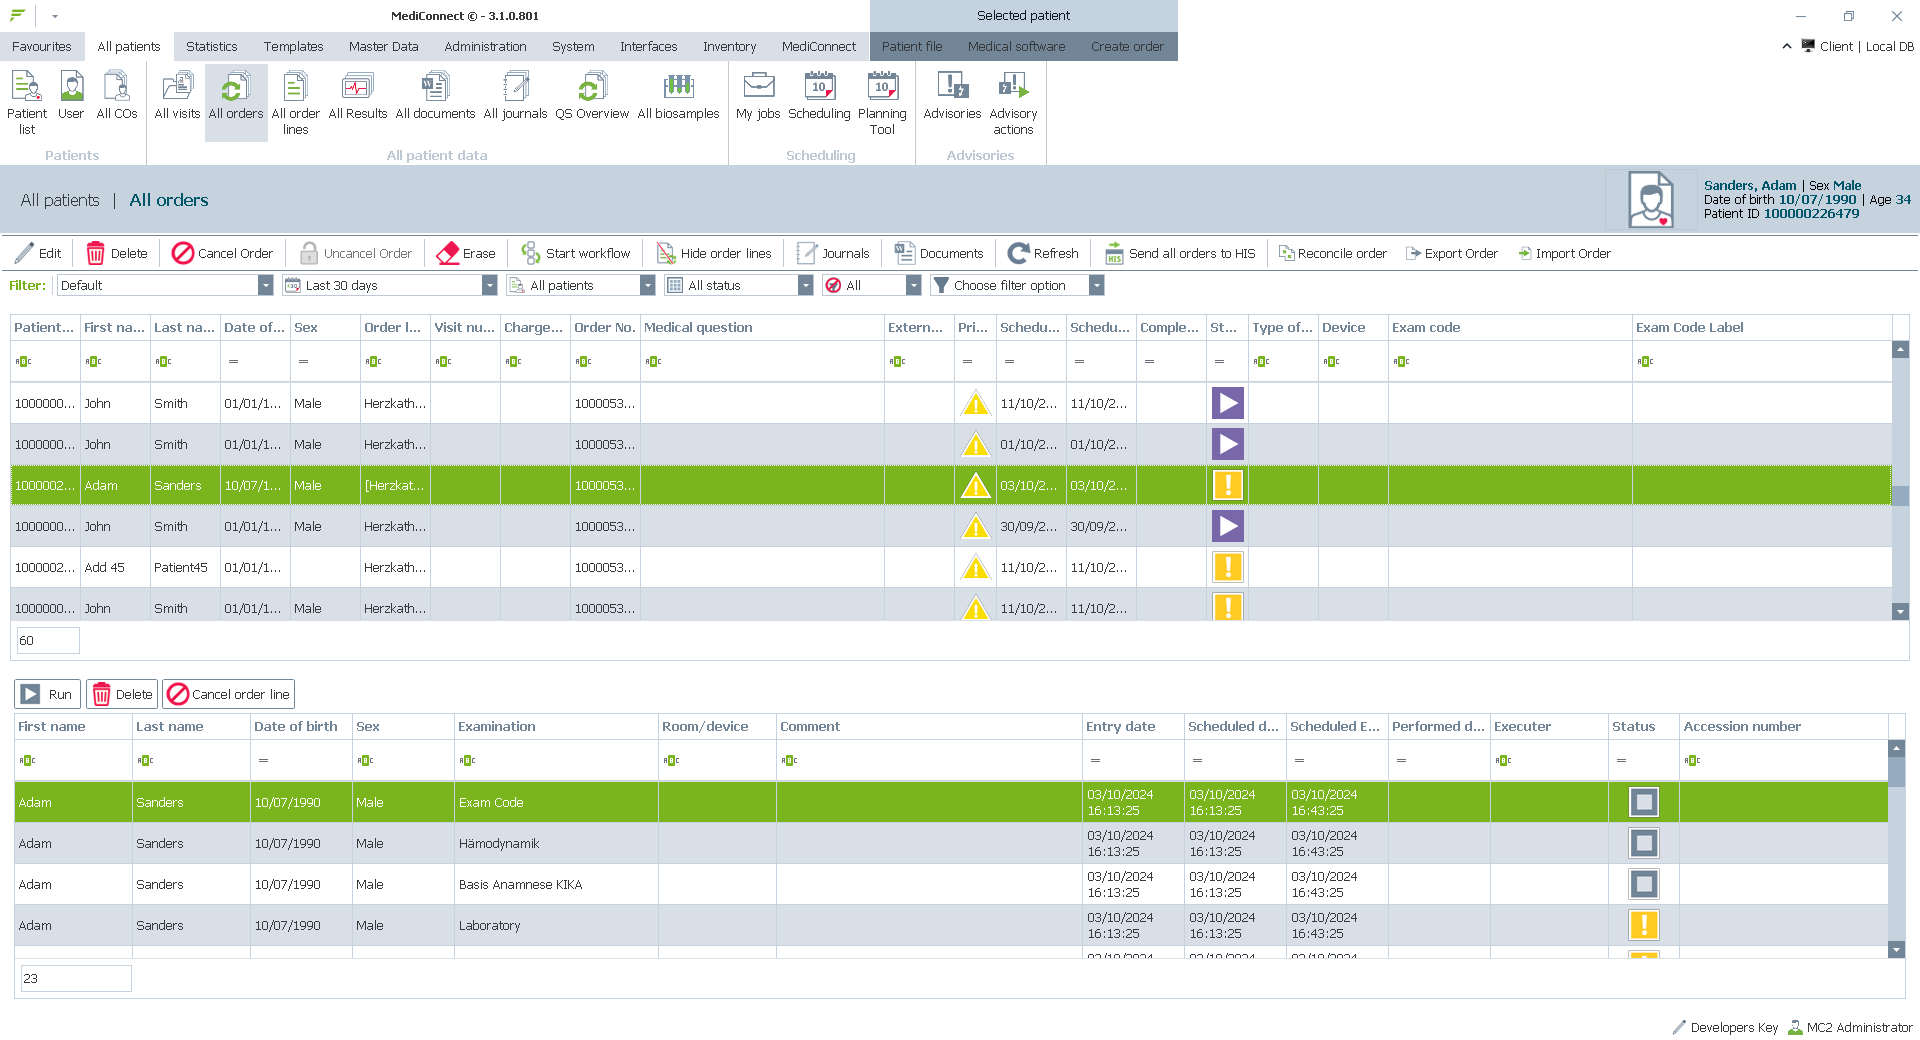 MediConnect © - 3.1.0.801
Selected patient
Favourites All patients Statistics Templates Master Data Administration System Interfaces Inventory MediConnect Patient file Medical software Create order
Client | Local DB
Patient list User All COs All visits All orders All order lines All Results All documents All journals QS Overview All biosamples My jobs Scheduling Planning Tool Advisories Advisory actions
Patients All patient data Scheduling Advisories
All patients | All orders
Sanders, Adam | Sex Male
Date of birth 10/07/1990 | Age 34
Patient ID 100000226479
Edit Delete Cancel Order Uncancel Order Erase Start workflow Hide order lines Journals Documents Refresh Send all orders to HIS Reconcile order Export Order Import Order
Filter: Default Last 30 days All patients All status All Choose filter option
Patient... First na... Last na... Date of... Sex Order l... Visit nu... Charge... Order No. Medical question Extern... Pri... Schedu... Schedu... Comple... St... Type of... Device Exam code Exam Code Label
1000000... John Smith 01/01/1... Male Herzkath... 1000053... 11/10/2... 11/10/2...
1000000... John Smith 01/01/1... Male Herzkath... 1000053... 01/10/2... 01/10/2...
1000002... Adam Sanders 10/07/1... Male [Herzkat... 1000053... 03/10/2... 03/10/2...
1000000... John Smith 01/01/1... Male Herzkath... 1000053... 30/09/2... 30/09/2...
1000002... Add 45 Patient45 01/01/1... Herzkath... 1000053... 11/10/2... 11/10/2...
1000000... John Smith 01/01/1... Male Herzkath... 1000053... 11/10/2... 11/10/2...
60
Run Delete Cancel order line
First name Last name Date of birth Sex Examination Room/device Comment Entry date Scheduled d... Scheduled E... Performed d... Executer Status Accession number
Adam Sanders 10/07/1990 Male Exam Code 03/10/2024 16:13:25 03/10/2024 16:13:25 03/10/2024 16:43:25
Adam Sanders 10/07/1990 Male Hämodynamik 03/10/2024 16:13:25 03/10/2024 16:13:25 03/10/2024 16:43:25
Adam Sanders 10/07/1990 Male Basis Anamnese KIKA 03/10/2024 16:13:25 03/10/2024 16:13:25 03/10/2024 16:43:25
Adam Sanders 10/07/1990 Male Laboratory 03/10/2024 16:13:25 03/10/2024 16:13:25 03/10/2024 16:43:25
23
Developers Key MC2 Administrator